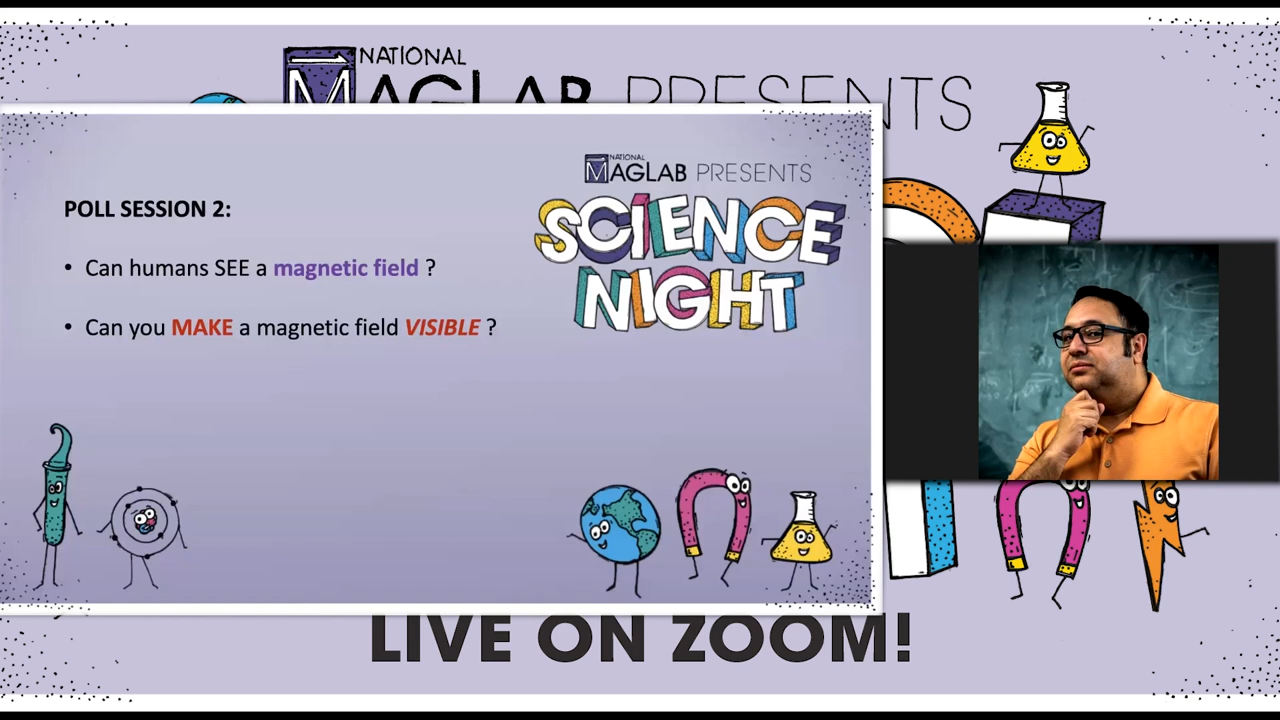 NATIONAL
MAGLAB PRESENTS
NATIONAL
MAGLAB PRESENTS
SCIENCE
NIGHT
POLL SESSION 2:
• Can humans SEE a magnetic field ?
• Can you MAKE a magnetic field VISIBLE ?
LIVE ON ZOOM!